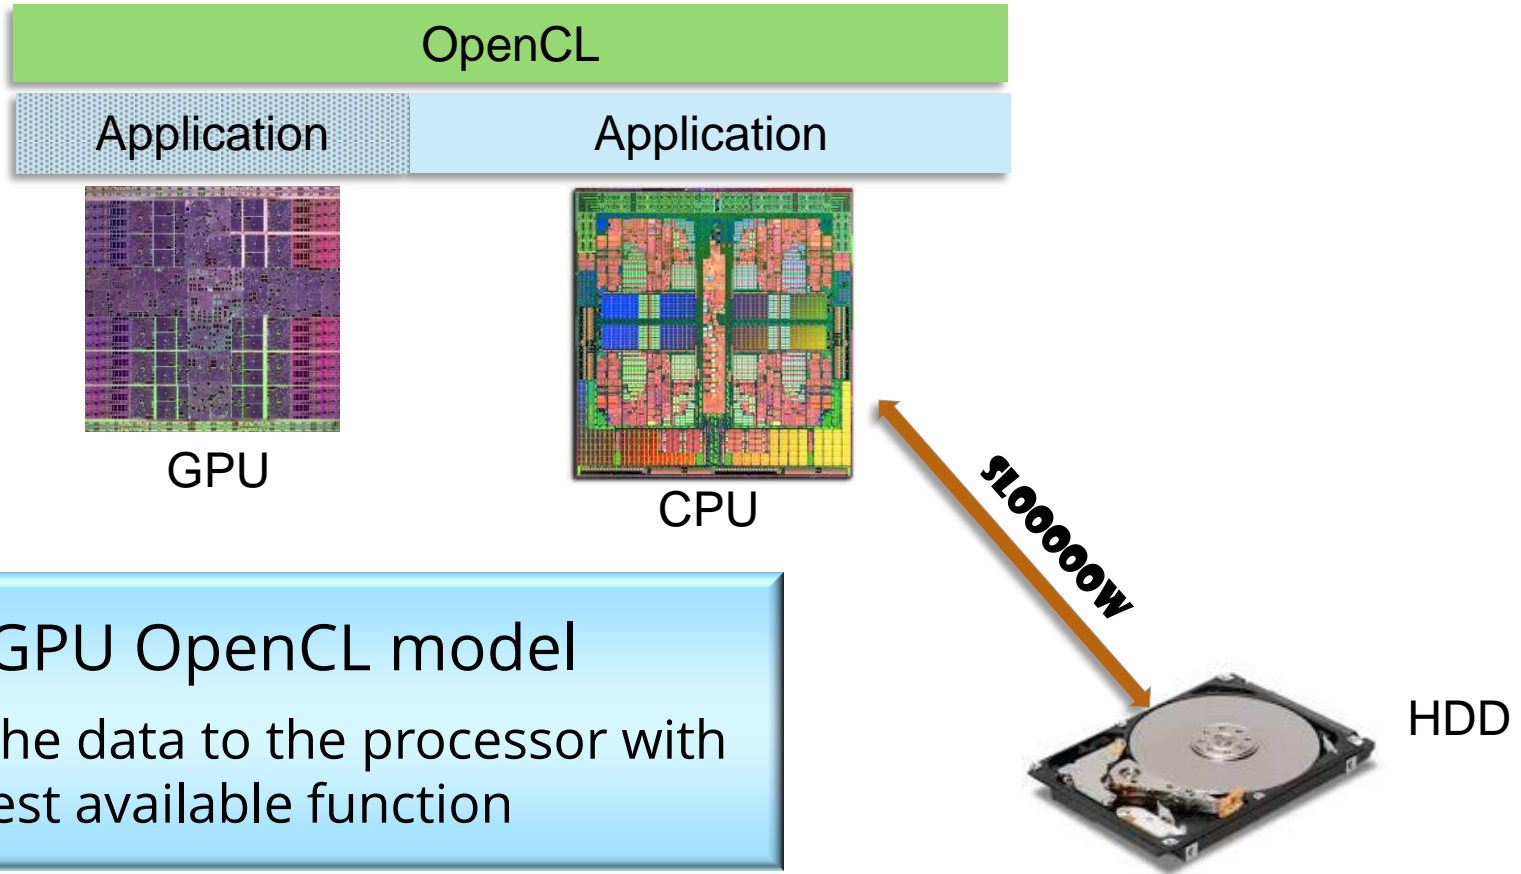 OpenCL
Application Application
GPU
CPU
SLOOOOOW
GPU OpenCL model
he data to the processor with
est available function
HDD